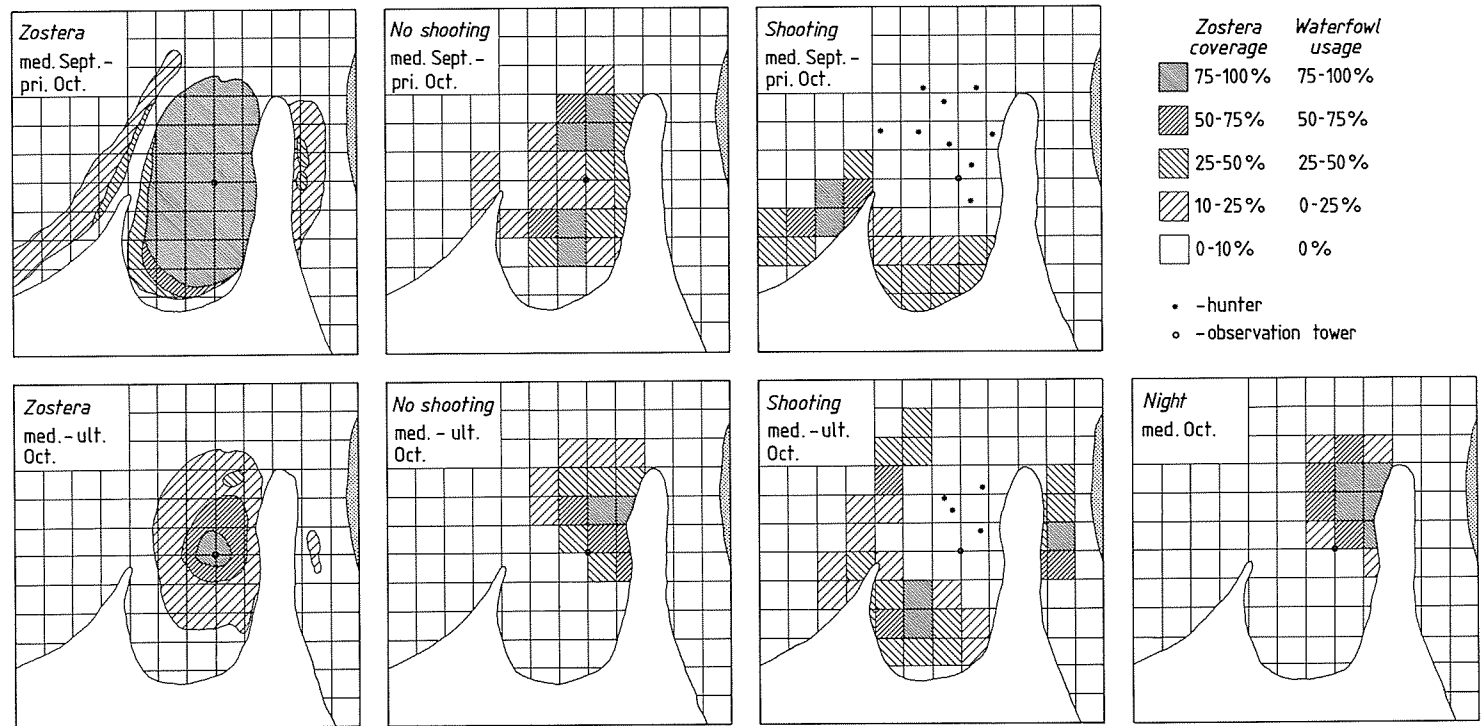 Zostera
med. Sept.-
pri. Oct.
No shooting
med. Sept.-
pri. Oct.
Shooting
med. Sept.-
pri. Oct.
Zostera coverage
Waterfowl usage
75-100% 75-100%
50-75% 50-75%
25-50% 25-50%
10-25% 0-25%
0-10% 0%
-hunter
-observation tower
Zostera
med.-ult.
Oct.
No shooting
med.-ult.
Oct.
Shooting
med.-ult.
Oct.
Night
med. Oct.